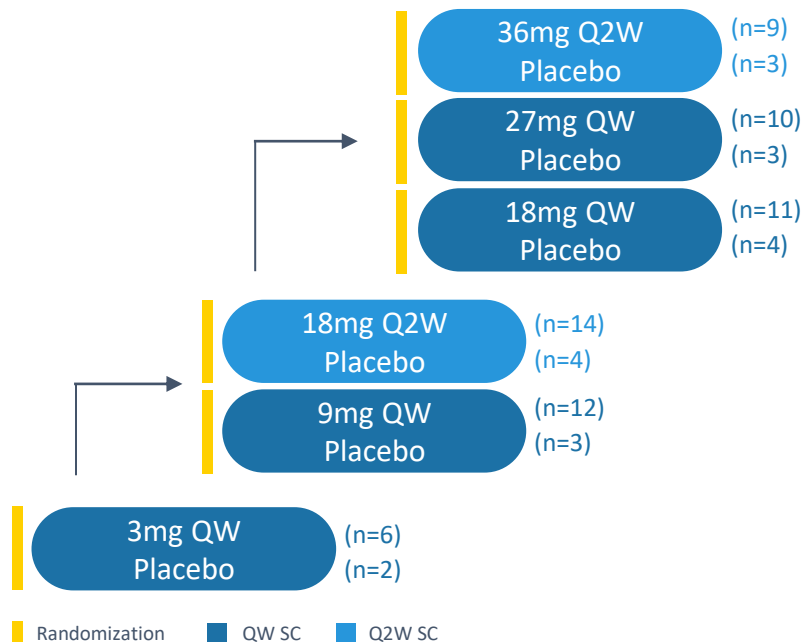 36mg Q2W
Placebo
(n=9)
(n=3)
27mg QW
Placebo
(n=10)
(n=3)
18mg QW
Placebo
(n=11)
(n=4)
18mg Q2W
Placebo
(n=14)
(n=4)
9mg QW
Placebo
(n=12)
(n=3)
3mg QW
Placebo
(n=6)
(n=2)
Randomization
QW SC
Q2W SC